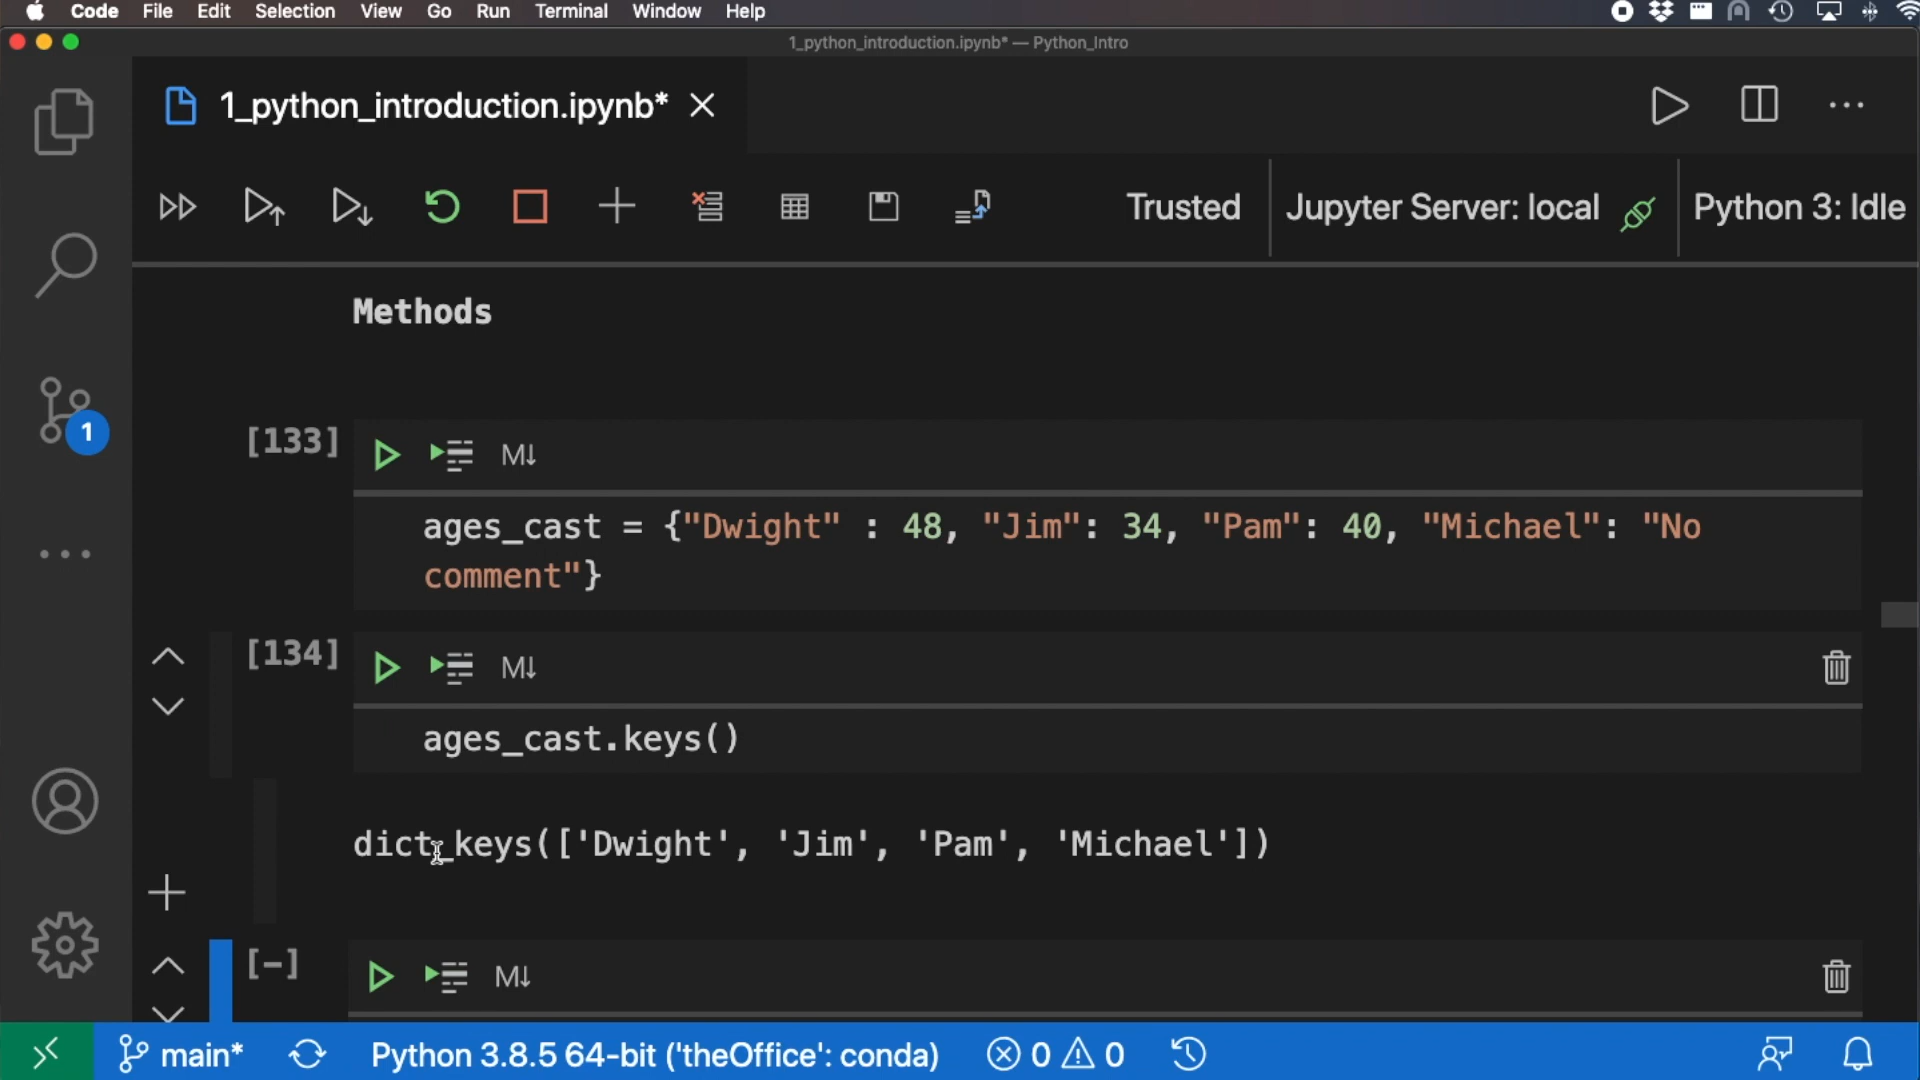 Code File Edit Selection View Go Run Terminal Window Help
1_python_introduction.ipynb* — Python_Intro
1_python_introduction.ipynb*
Trusted Jupyter Server: local Python 3: Idle
Methods
[133] M↓
ages_cast = {"Dwight" : 48, "Jim": 34, "Pam": 40, "Michael": "No
comment"}
1
[134] M↓
ages_cast.keys()
dict_keys(['Dwight', 'Jim', 'Pam', 'Michael'])
[-] M↓
main* Python 3.8.5 64-bit ('theOffice': conda) 0 0